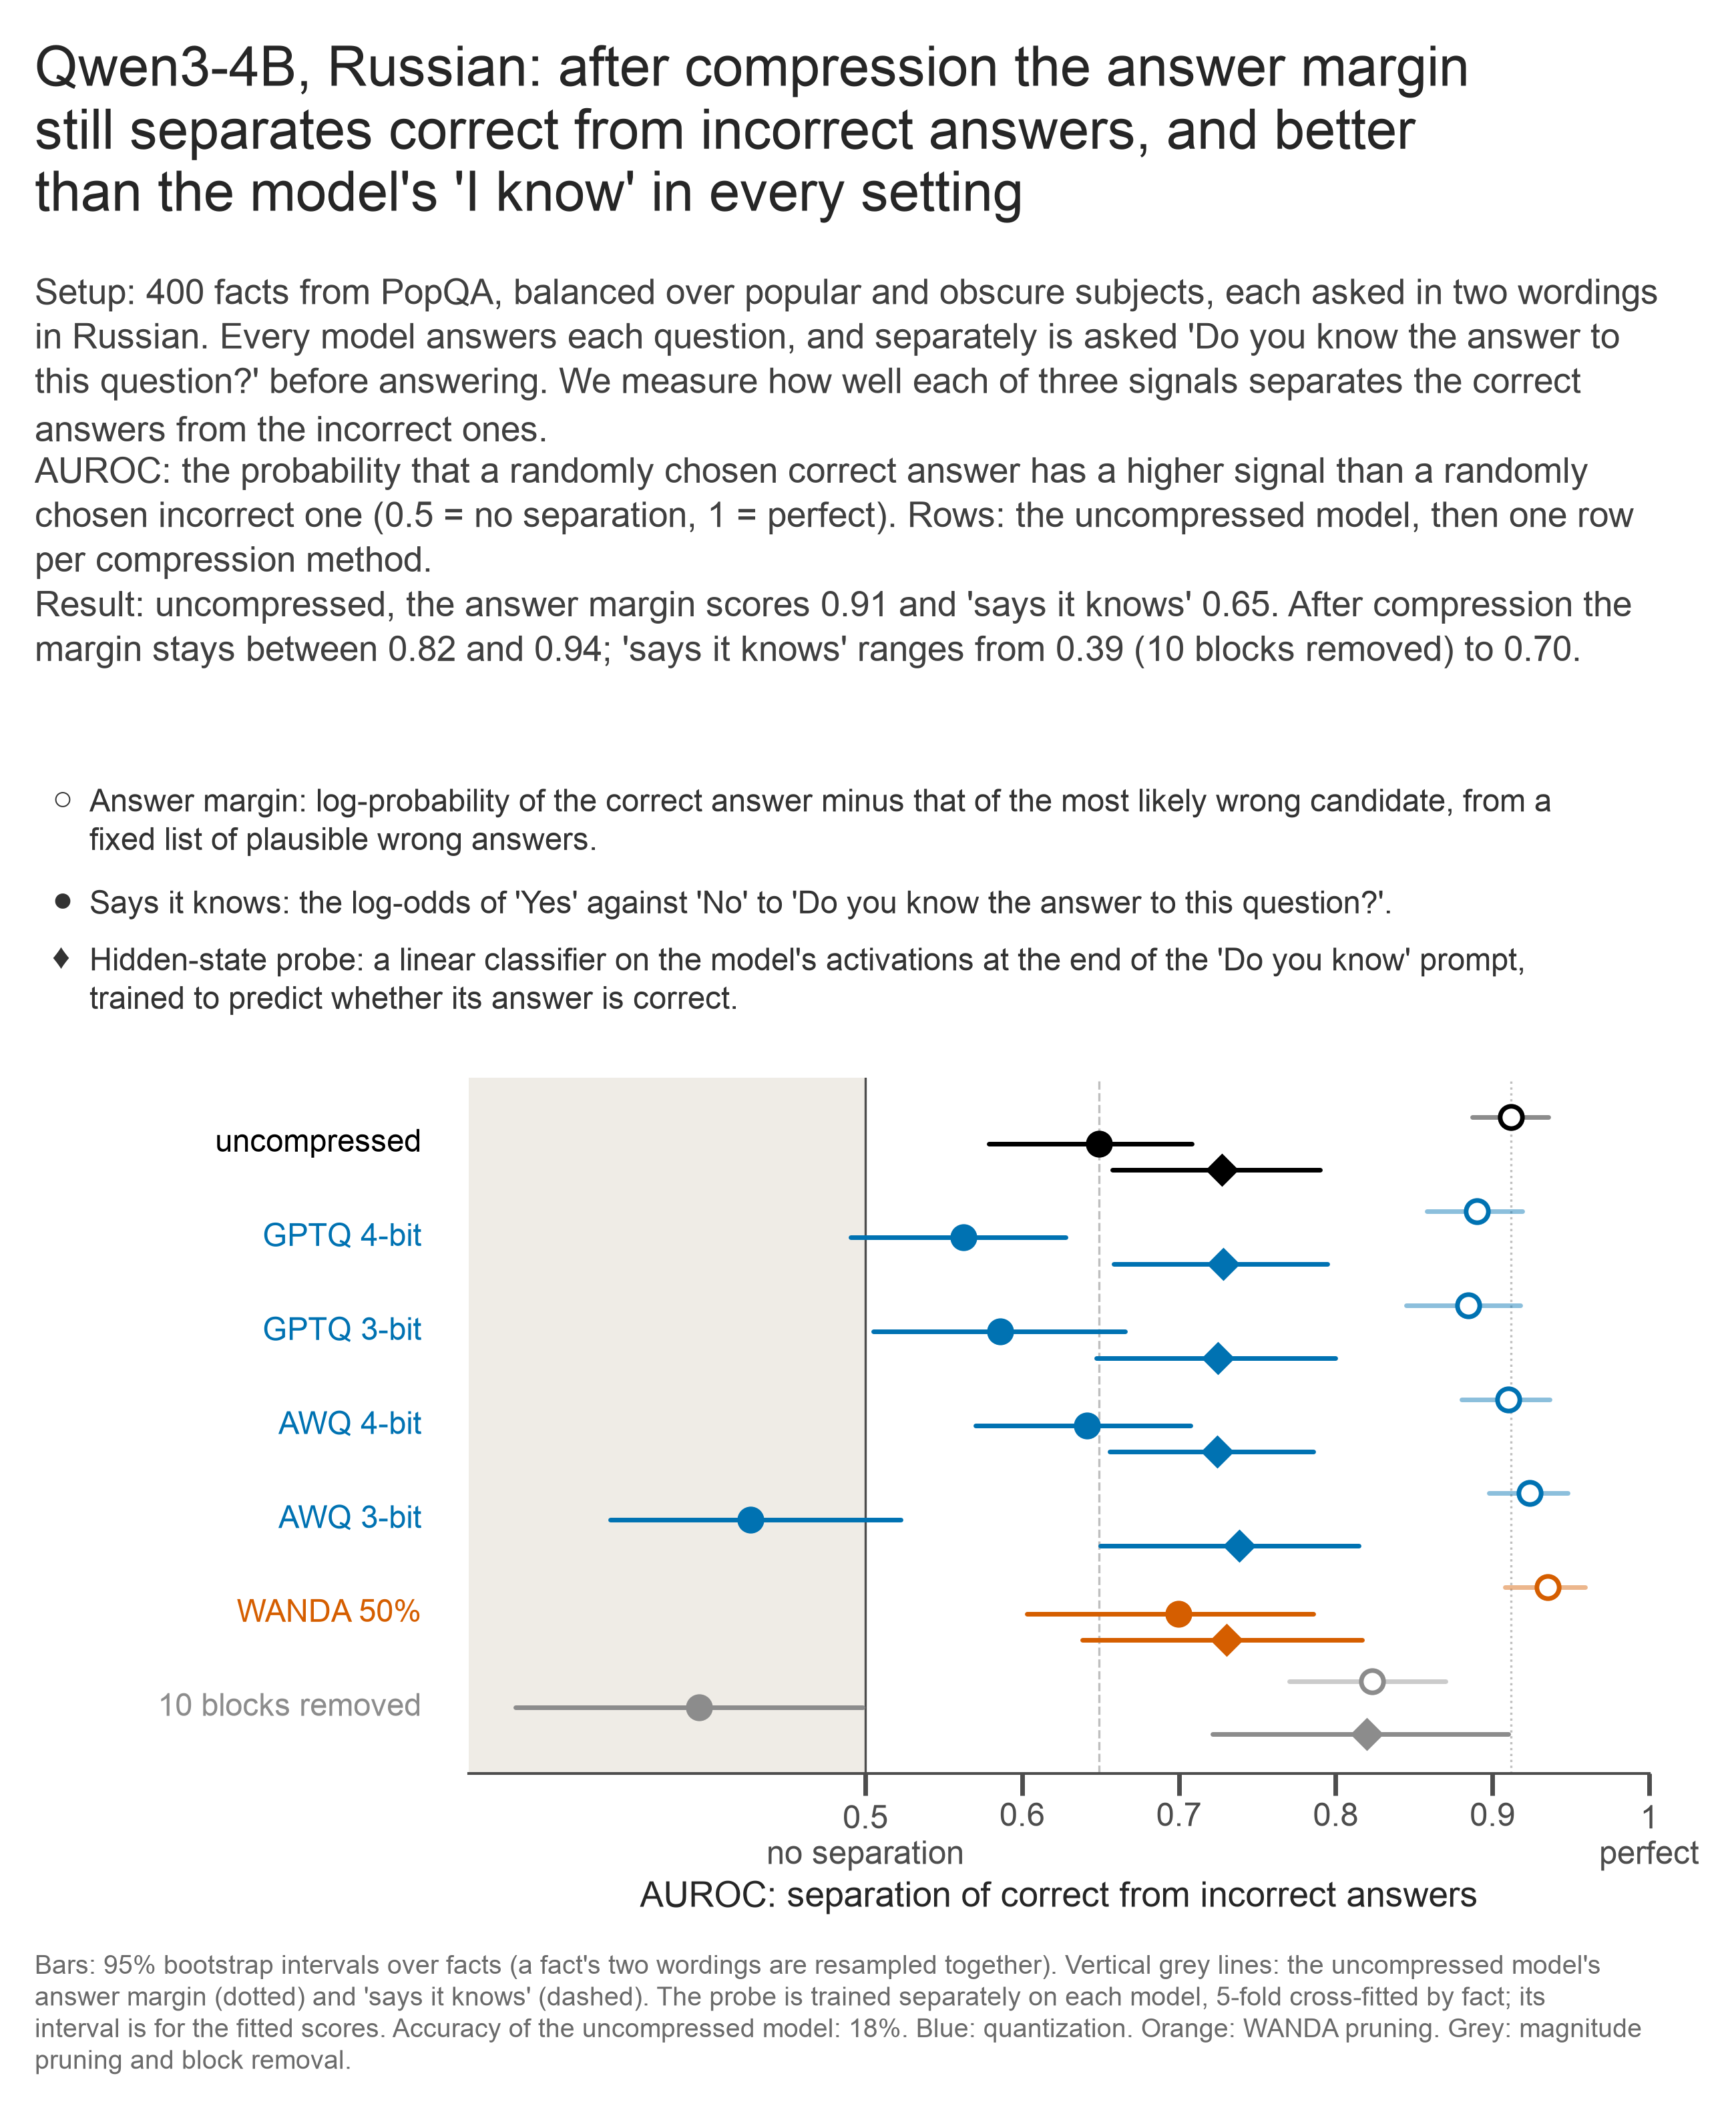 Qwen3-4B, Russian: after compression the answer margin
still separates correct from incorrect answers, and better
than the model's 'I know' in every setting
Setup: 400 facts from PopQA, balanced over popular and obscure subjects, each asked in two wordings
in Russian. Every model answers each question, and separately is asked 'Do you know the answer to
this question?' before answering. We measure how well each of three signals separates the correct
answers from the incorrect ones.
AUROC: the probability that a randomly chosen correct answer has a higher signal than a randomly
chosen incorrect one (0.5 = no separation, 1 = perfect). Rows: the uncompressed model, then one row
per compression method.
Result: uncompressed, the answer margin scores 0.91 and 'says it knows' 0.65. After compression the
margin stays between 0.82 and 0.94; 'says it knows' ranges from 0.39 (10 blocks removed) to 0.70.
Answer margin: log-probability of the correct answer minus that of the most likely wrong candidate, from a
fixed list of plausible wrong answers.
Says it knows: the log-odds of 'Yes' against 'No' to 'Do you know the answer to this question?'.
Hidden-state probe: a linear classifier on the model's activations at the end of the 'Do you know' prompt,
trained to predict whether its answer is correct.
uncompressed
GPTQ 4-bit
GPTQ 3-bit
AWQ 4-bit
AWQ 3-bit
WANDA 50%
10 blocks removed
0.5 0.6 0.7 0.8 0.9 1
no separation perfect
AUROC: separation of correct from incorrect answers
Bars: 95% bootstrap intervals over facts (a fact's two wordings are resampled together). Vertical grey lines: the uncompressed model's
answer margin (dotted) and 'says it knows' (dashed). The probe is trained separately on each model, 5-fold cross-fitted by fact; its
interval is for the fitted scores. Accuracy of the uncompressed model: 18%. Blue: quantization. Orange: WANDA pruning. Grey: magnitude
pruning and block removal.